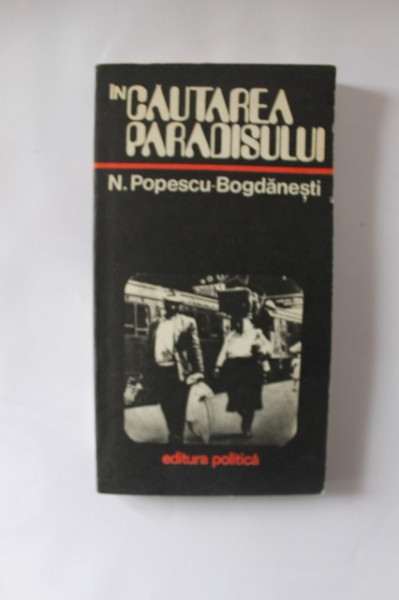 în CAUTAREA
PARADISULUI
N. Popescu-Bogdănești
editura politică